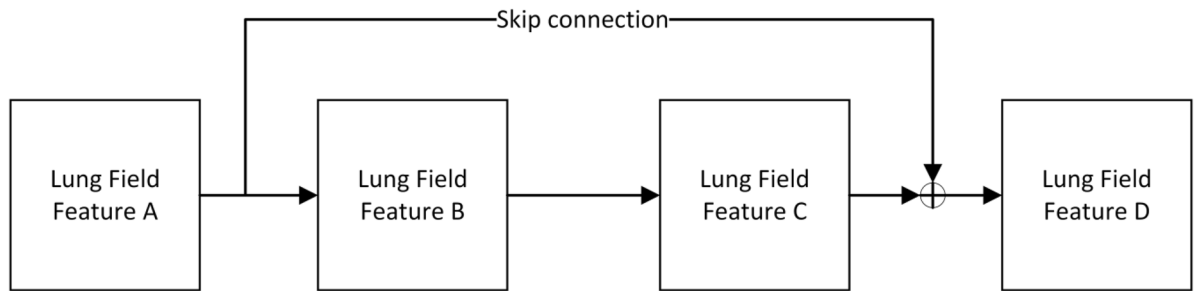 Skip connection
Lung Field
Feature A
Lung Field
Feature B
Lung Field
Feature C
Lung Field
Feature D